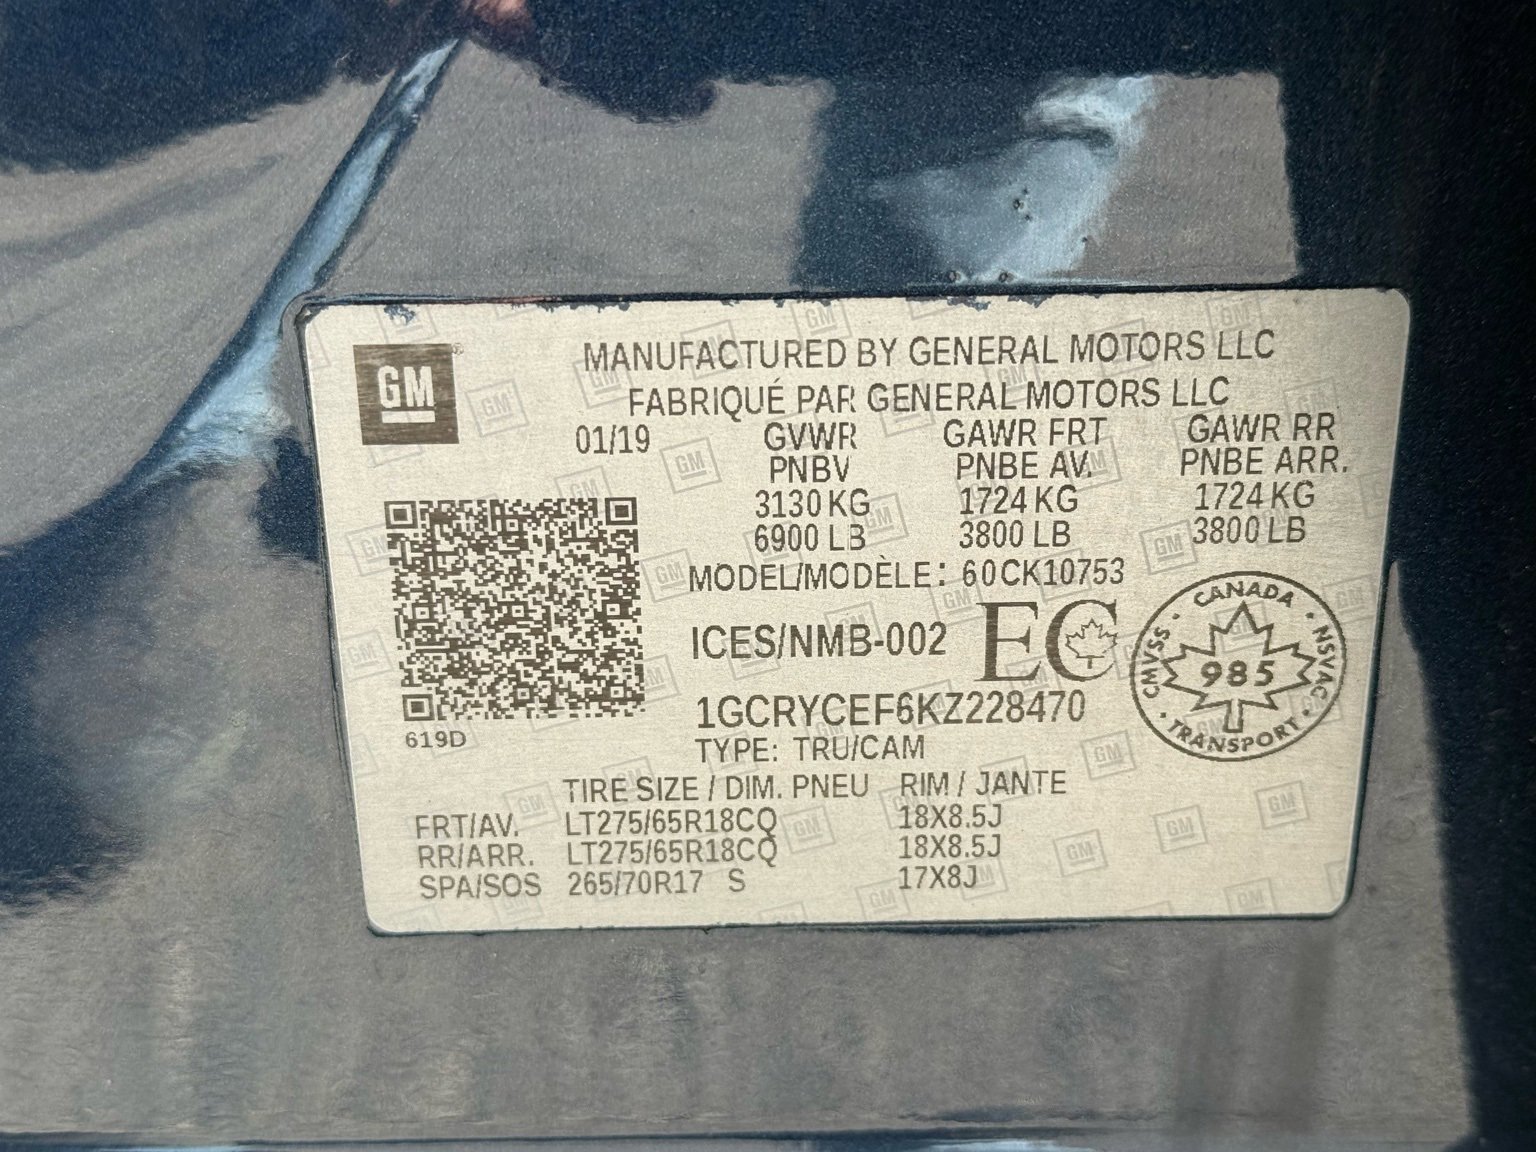 GM
MANUFACTURED BY GENERAL MOTORS LLC
FABRIQUÉ PAR GENERAL MOTORS LLC
01/19 GVWR GAWR FRT GAWR RR
PNBV PNBE AV. PNBE ARR.
3130 KG 1724 KG 1724 KG
6900 LB 3800 LB 3800 LB
MODEL/MODÈLE: 60CK10753
ICES/NMB-002 EC
CANADA
CMVSS 985 NSVAC
TRANSPORT
1GCRYCEF6KZ228470
619D
TYPE: TRU/CAM
TIRE SIZE / DIM. PNEU RIM / JANTE
FRT/AV. LT275/65R18CQ 18X8.5J
RR/ARR. LT275/65R18CQ 18X8.5J
SPA/SOS 265/70R17 S 17X8J